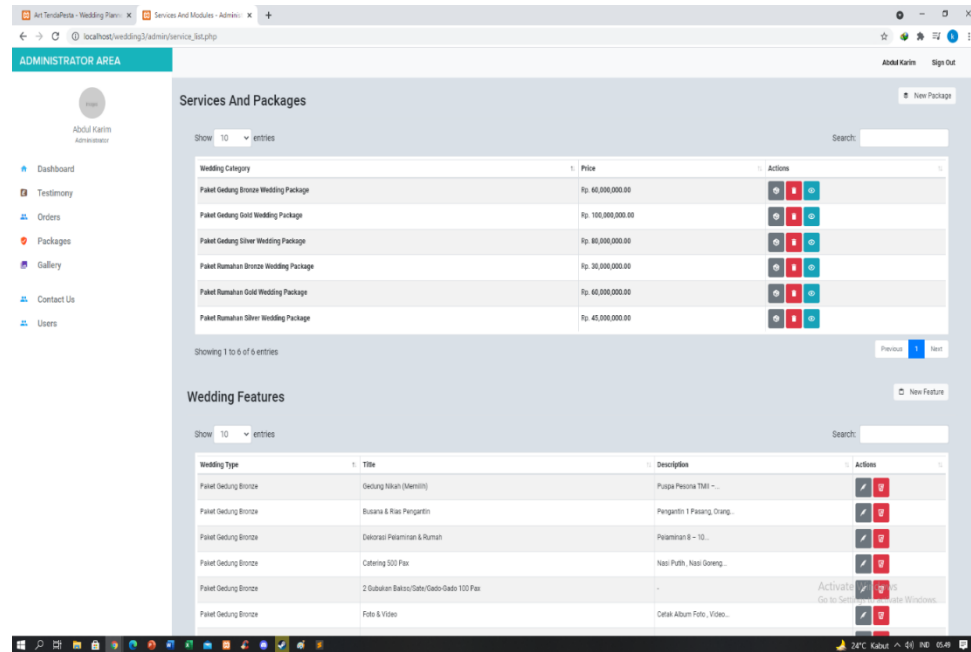 Art TendaPesta - Wedding Plann
Services And Modules - Adminis
localhost/wedding3/admin/service_list.php
ADMINISTRATOR AREA
Abdul Karim Sign Out
Abdul Karim
Administrator
Dashboard
Testimony
Orders
Packages
Gallery
Contact Us
Users
Services And Packages
New Package
Show 10 entries
Search:
Wedding Category Price Actions
Paket Gedung Bronze Wedding Package Rp. 60,000,000.00
Paket Gedung Gold Wedding Package Rp. 100,000,000.00
Paket Gedung Silver Wedding Package Rp. 80,000,000.00
Paket Rumahan Bronze Wedding Package Rp. 30,000,000.00
Paket Rumahan Gold Wedding Package Rp. 60,000,000.00
Paket Rumahan Silver Wedding Package Rp. 45,000,000.00
Showing 1 to 6 of 6 entries
Previous 1 Next
Wedding Features
New Feature
Show 10 entries
Search:
Wedding Type Title Description Actions
Paket Gedung Bronze Gedung Nikah (Memilih) Puspa Pesona TMII –...
Paket Gedung Bronze Busana & Rias Pengantin Pengantin 1 Pasang, Orang...
Paket Gedung Bronze Dekorasi Pelaminan & Rumah Pelaminan 8 – 10...
Paket Gedung Bronze Catering 500 Pax Nasi Putih , Nasi Goreng...
Paket Gedung Bronze 2 Gubukan Bakso/Sate/Gado-Gado 100 Pax -
Paket Gedung Bronze Foto & Video Cetak Album Foto , Video...
Activate Windows
Go to Settings to activate Windows.
24°C Kabut IND 05.49